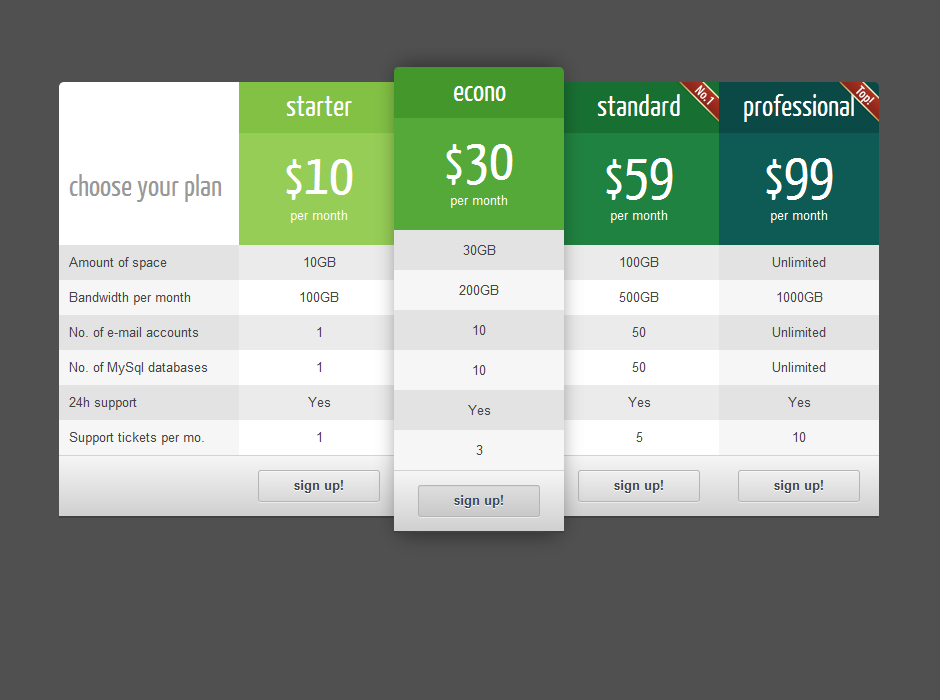 starter
econo
standard
No.1
professional
Top!
choose your plan
$10
per month
$30
per month
$59
per month
$99
per month
Amount of space 10GB 30GB 100GB Unlimited
Bandwidth per month 100GB 200GB 500GB 1000GB
No. of e-mail accounts 1 10 50 Unlimited
No. of MySql databases 1 10 50 Unlimited
24h support Yes Yes Yes Yes
Support tickets per mo. 1 3 5 10
sign up! sign up! sign up! sign up!